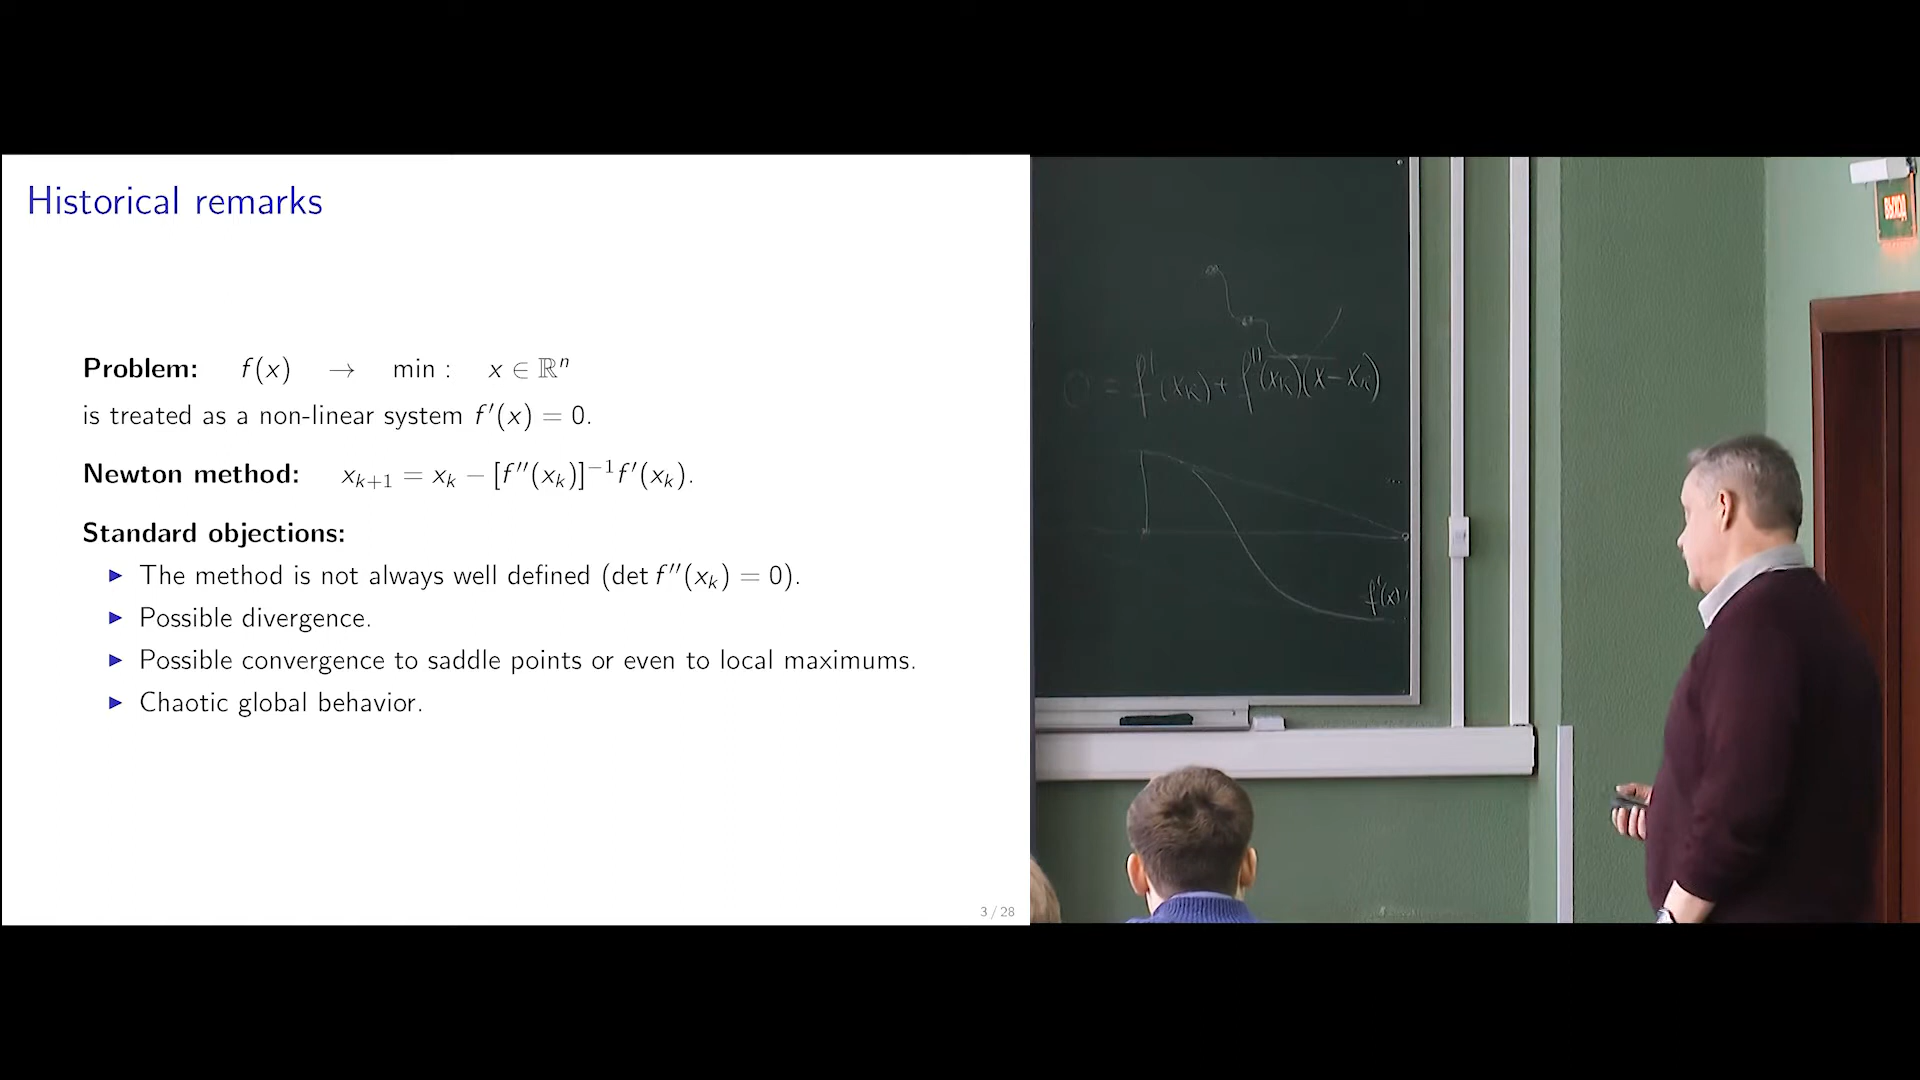 Historical remarks
Problem: f(x) → min : x ∈ ℝⁿ
is treated as a non-linear system f′(x) = 0.
Newton method: xₖ₊₁ = xₖ − [f″(xₖ)]⁻¹f′(xₖ).
Standard objections:
▶ The method is not always well defined (det f″(xₖ) = 0).
▶ Possible divergence.
▶ Possible convergence to saddle points or even to local maximums.
▶ Chaotic global behavior.
3 / 28
0 = f′(xₖ) + f″(xₖ)(x − xₖ)
f′(x)
ВЫХОД